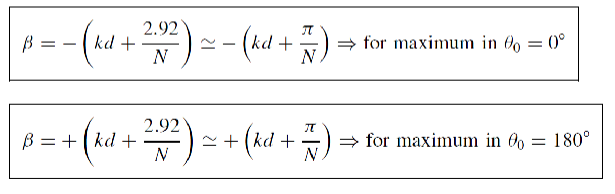 β = − (kd + 2.92/N) ≃ − (kd + π/N) ⇒ for maximum in θ₀ = 0°
β = + (kd + 2.92/N) ≃ + (kd + π/N) ⇒ for maximum in θ₀ = 180°